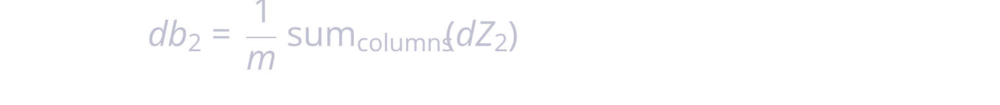 db₂ = 1/m sum_columns(dZ₂)